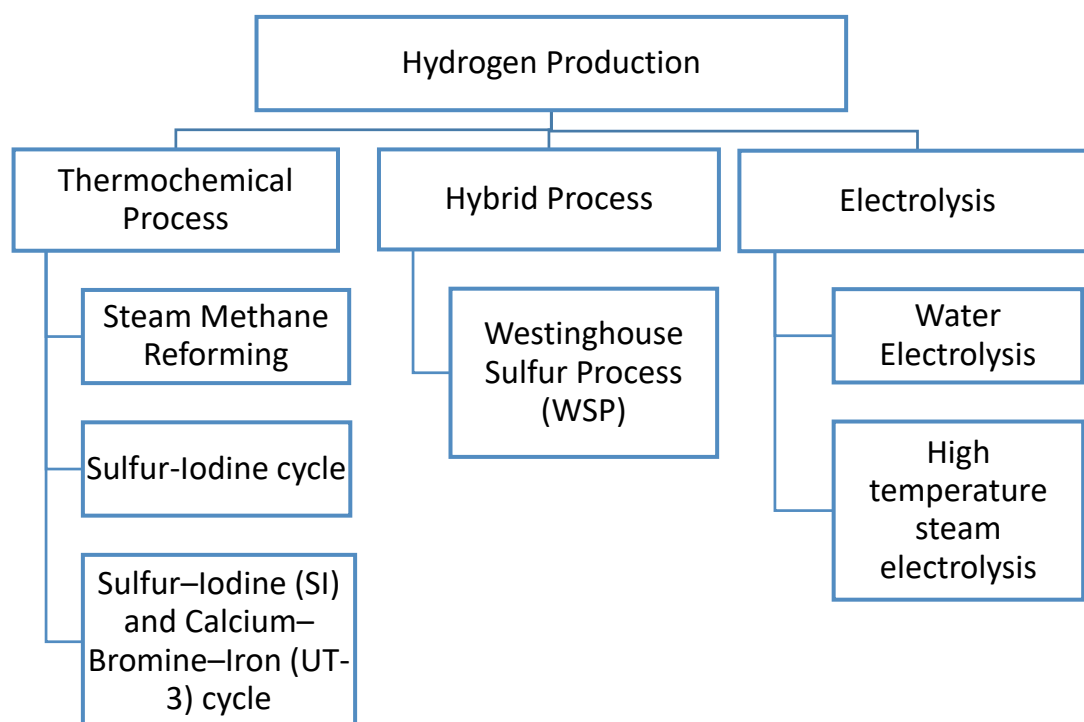 Hydrogen Production
Thermochemical
Process
Hybrid Process
Electrolysis
Steam Methane
Reforming
Westinghouse
Sulfur Process
(WSP)
Water
Electrolysis
Sulfur-Iodine cycle
High
temperature
steam
electrolysis
Sulfur–Iodine (SI)
and Calcium–
Bromine–Iron (UT-
3) cycle